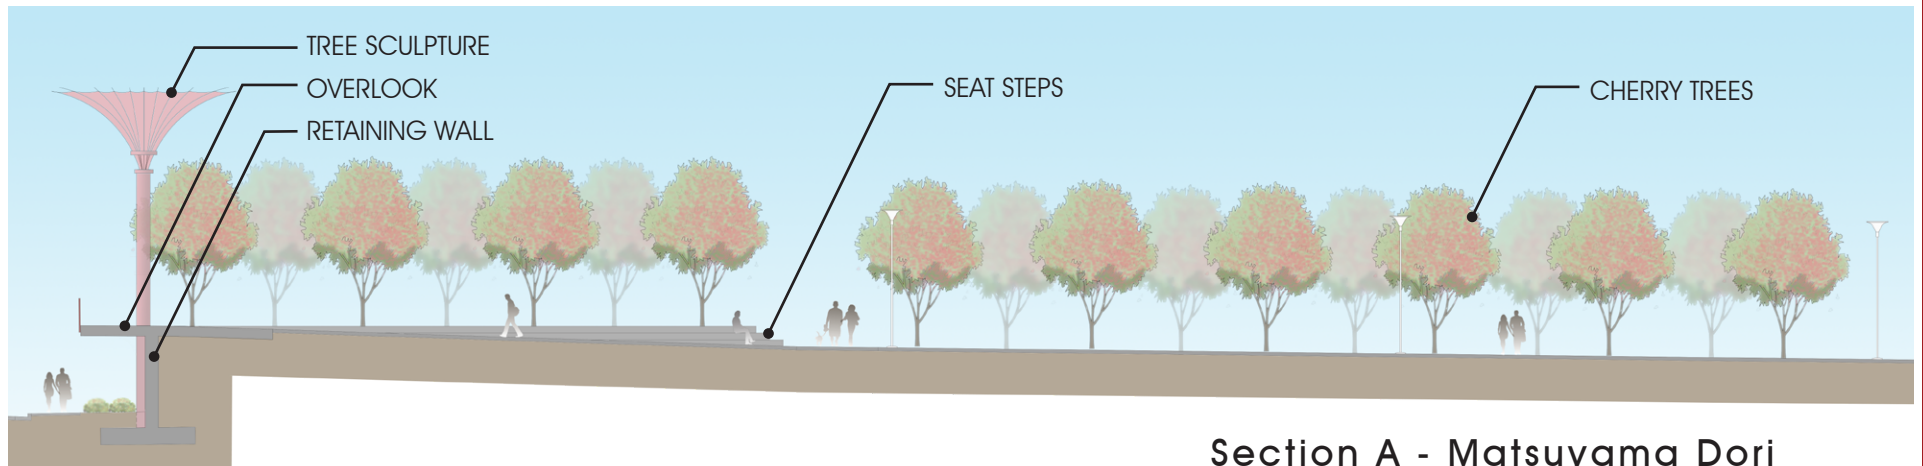 TREE SCULPTURE
OVERLOOK
RETAINING WALL
SEAT STEPS
CHERRY TREES
Section A - Matsuyama Dori